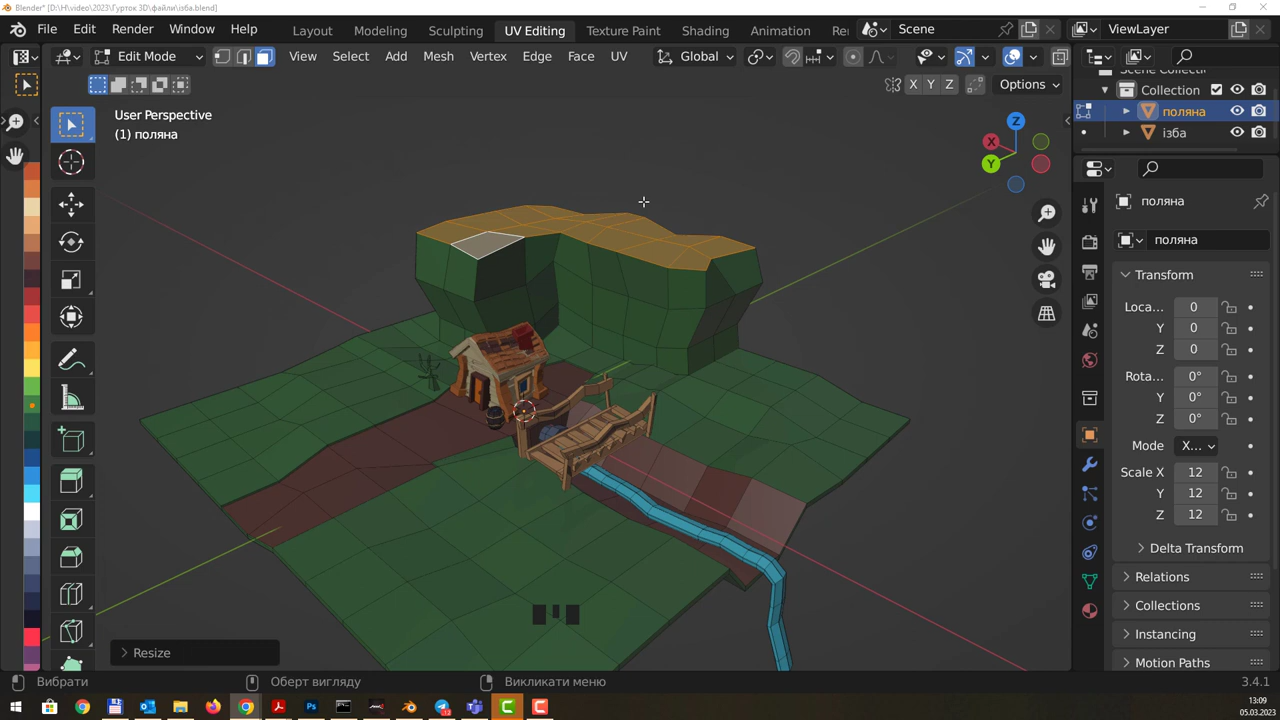 Blender* [D:\H\video\2023\Гурток 3D\файли\ізба.blend]
File Edit Render Window Help Layout Modeling Sculpting UV Editing Texture Paint Shading Animation Scene ViewLayer
Edit Mode View Select Add Mesh Vertex Edge Face UV Global
X Y Z Options
User Perspective
(1) поляна
Collection
поляна
ізба
поляна
поляна
Transform
Loca... 0
Y 0
Z 0
Rota... 0°
Y 0°
Z 0°
Mode X...
Scale X 12
Y 12
Z 12
Delta Transform
Relations
Collections
Instancing
Motion Paths
Z
X
Y
Resize
Вибрати Оберт вигляду Викликати меню 3.4.1
13:09
05.03.2023